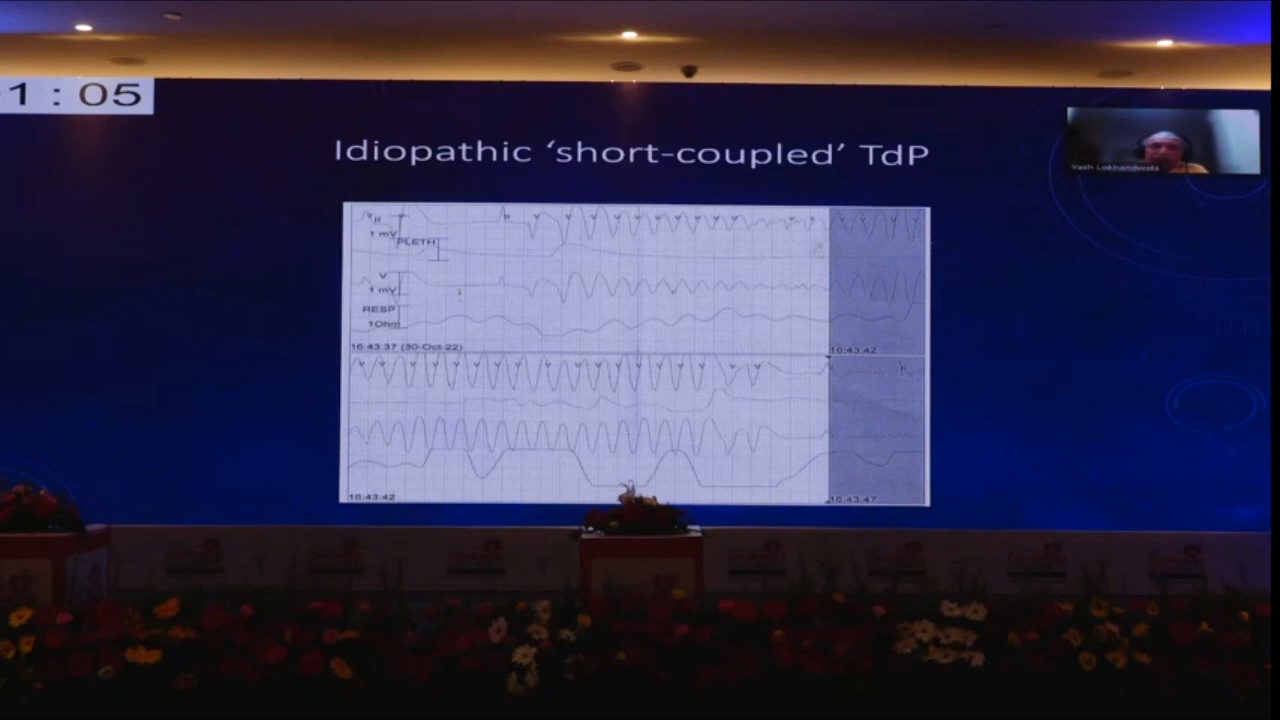 1 : 05
Idiopathic ‘short-coupled’ TdP
Yash Lokhandwala
II
1 mV
PLETH
V
1 mV
RESP
1Ohm
16:43:37 (30-Oct-22)
16:43:42
16:43:42
16:43:47